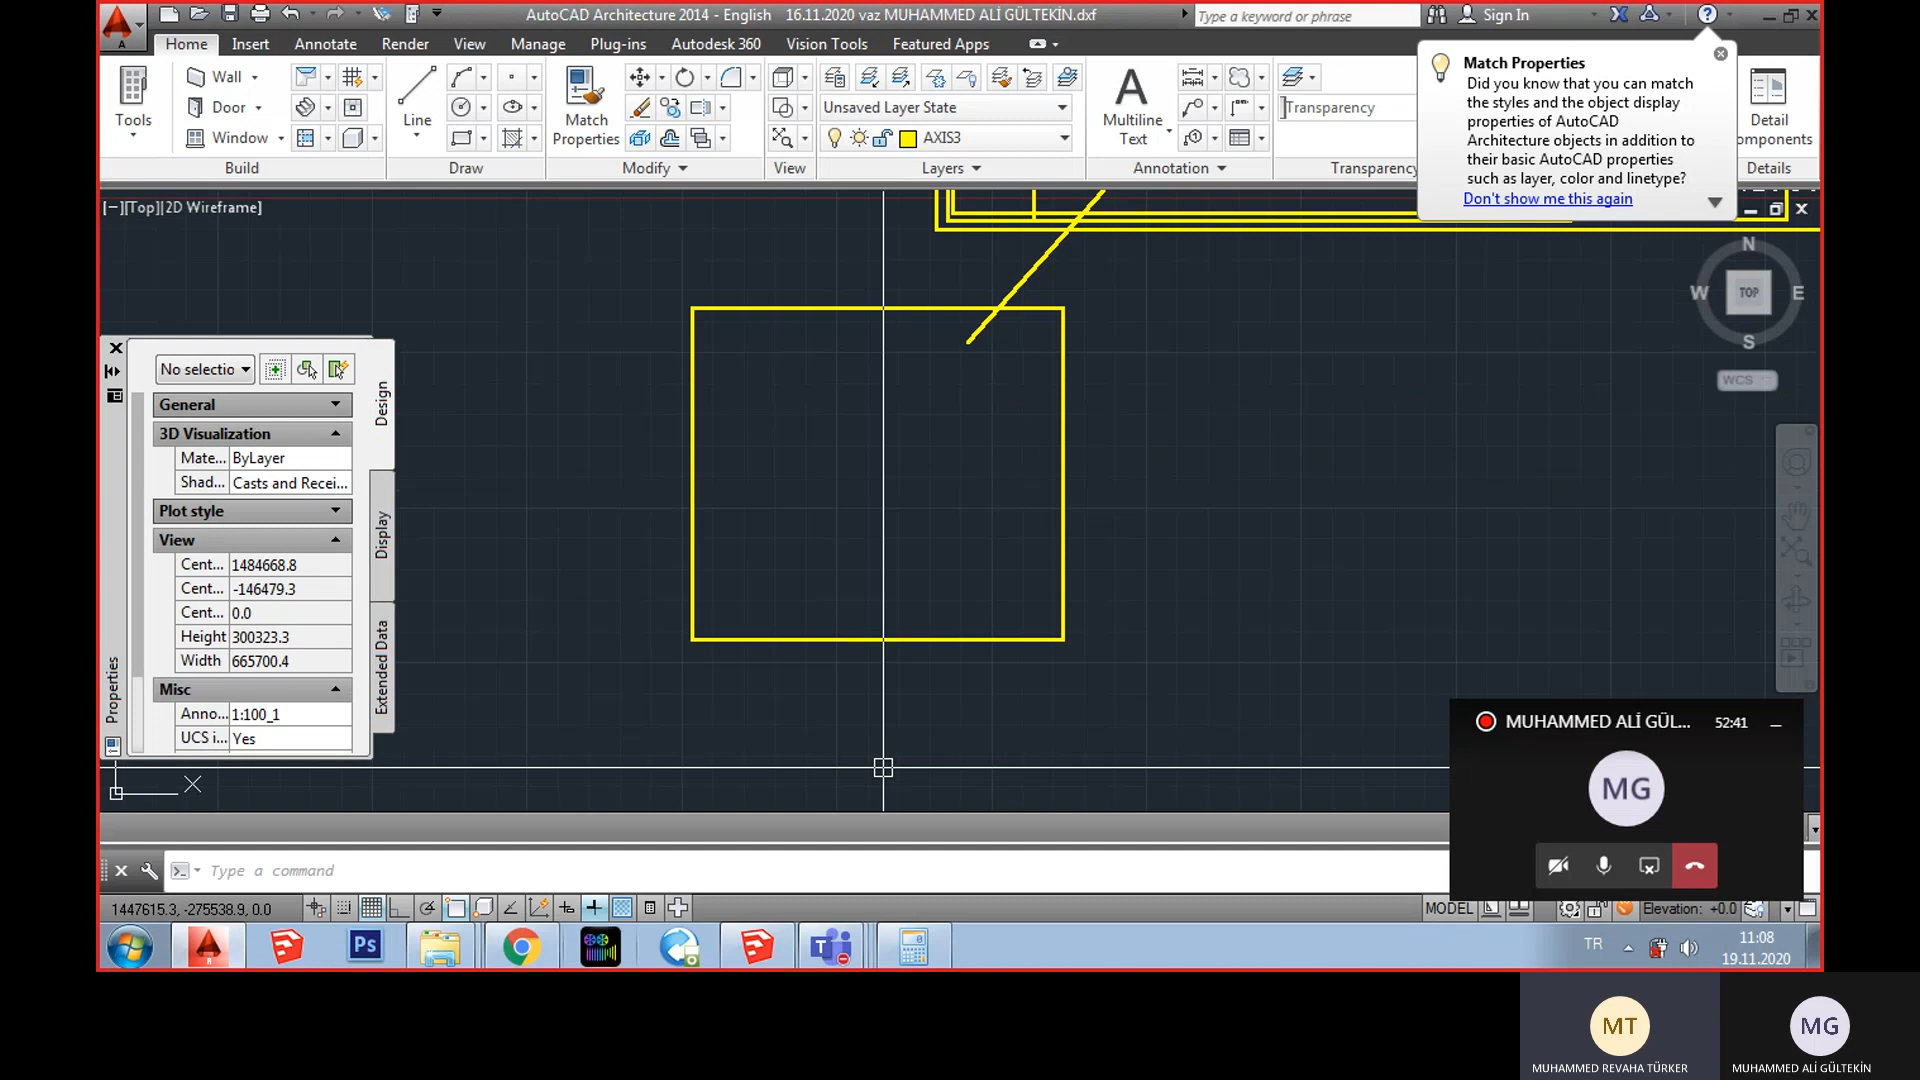 AutoCAD Architecture 2014 - English 16.11.2020 vaz MUHAMMED ALİ GÜLTEKİN.dxf
Type a keyword or phrase
Sign In
Home Insert Annotate Render View Manage Plug-ins Autodesk 360 Vision Tools Featured Apps
Tools
Wall
Door
Window
Build
Line
Draw
Match
Properties
Modify
View
Unsaved Layer State
AXIS3
Layers
Multiline
Text
Annotation
Transparency
Transparency
Detail
omponents
Details
Match Properties
Did you know that you can match
the styles and the object display
properties of AutoCAD
Architecture objects in addition to
their basic AutoCAD properties
such as layer, color and linetype?
Don't show me this again
[−][Top][2D Wireframe]
N
W TOP E
S
WCS
No selectio
General
3D Visualization
Mate... ByLayer
Shad... Casts and Recei...
Plot style
View
Cent... 1484668.8
Cent... -146479.3
Cent... 0.0
Height 300323.3
Width 665700.4
Misc
Anno... 1:100_1
UCS i... Yes
Design
Display
Extended Data
Properties
X
MUHAMMED ALİ GÜL... 52:41
MG
Type a command
1447615.3, -275538.9, 0.0
MODEL
Elevation: +0.0
Ps
T
TR
11:08
19.11.2020
MT
MUHAMMED REVAHA TÜRKER
MG
MUHAMMED ALİ GÜLTEKİN